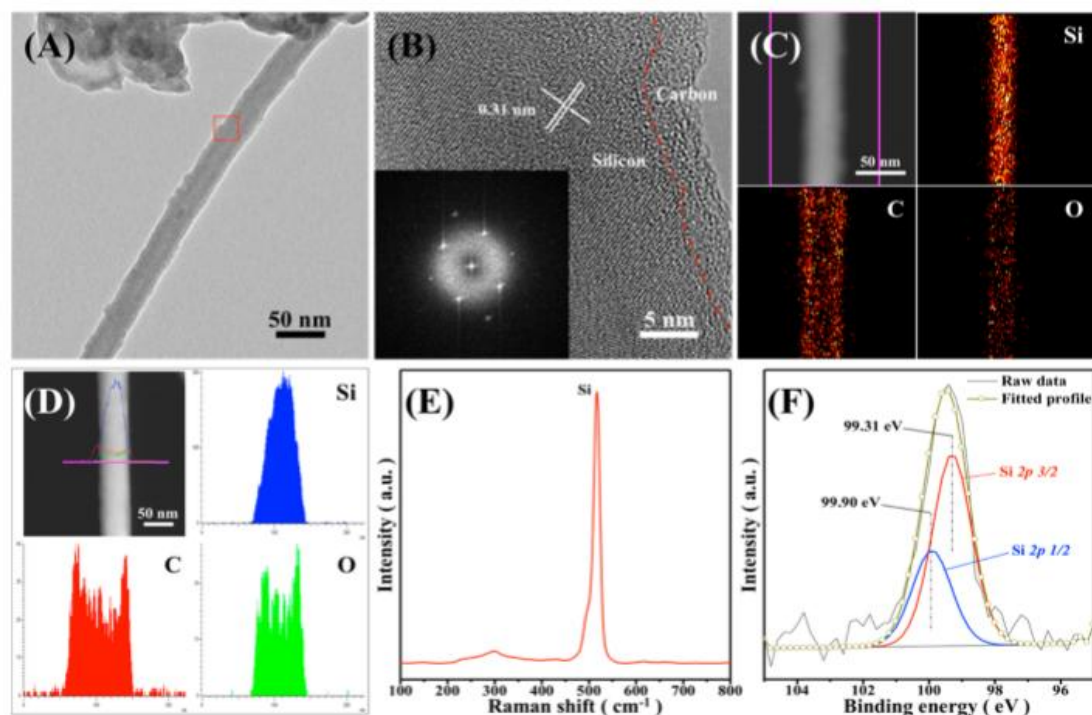 (A)
50 nm
(B)
0.31 nm
Carbon
Silicon
5 nm
(C)
50 nm
Si
C
O
(D)
50 nm
Si
C
O
(E)
Si
Intensity ( a.u. )
100 200 300 400 500 600 700 800
Raman shift ( cm-1 )
(F)
Raw data
Fitted profile
99.31 eV
99.90 eV
Si 2p 3/2
Si 2p 1/2
Intensity ( a.u. )
104 102 100 98 96
Binding energy ( eV )